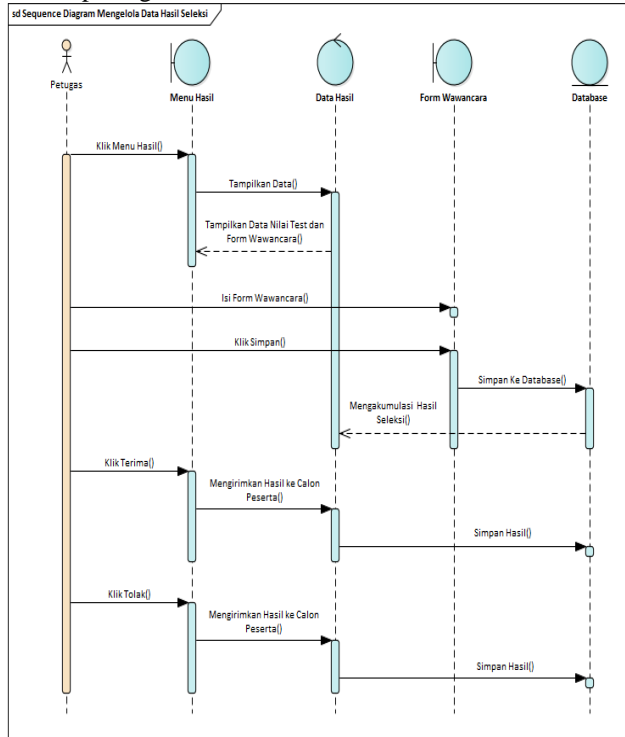 sd Sequence Diagram Mengelola Data Hasil Seleksi
Petugas
Menu Hasil
Data Hasil
Form Wawancara
Database
Klik Menu Hasil()
Tampilkan Data()
Tampilkan Data Nilai Test dan
Form Wawancara()
Isi Form Wawancara()
Klik Simpan()
Simpan Ke Database()
Mengakumulasi Hasil
Seleksi()
Klik Terima()
Mengirimkan Hasil ke Calon
Peserta()
Simpan Hasil()
Klik Tolak()
Mengirimkan Hasil ke Calon
Peserta()
Simpan Hasil()